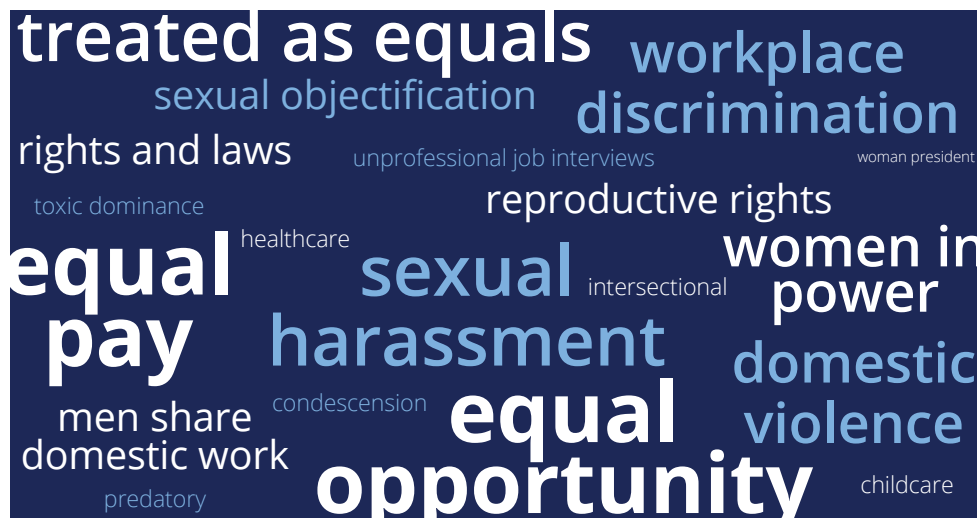 treated as equals
workplace
discrimination
sexual objectification
rights and laws
unprofessional job interviews
woman president
toxic dominance
reproductive rights
equal
pay
healthcare
sexual
harassment
intersectional
women in
power
domestic
violence
men share
domestic work
condescension
equal
opportunity
predatory
childcare